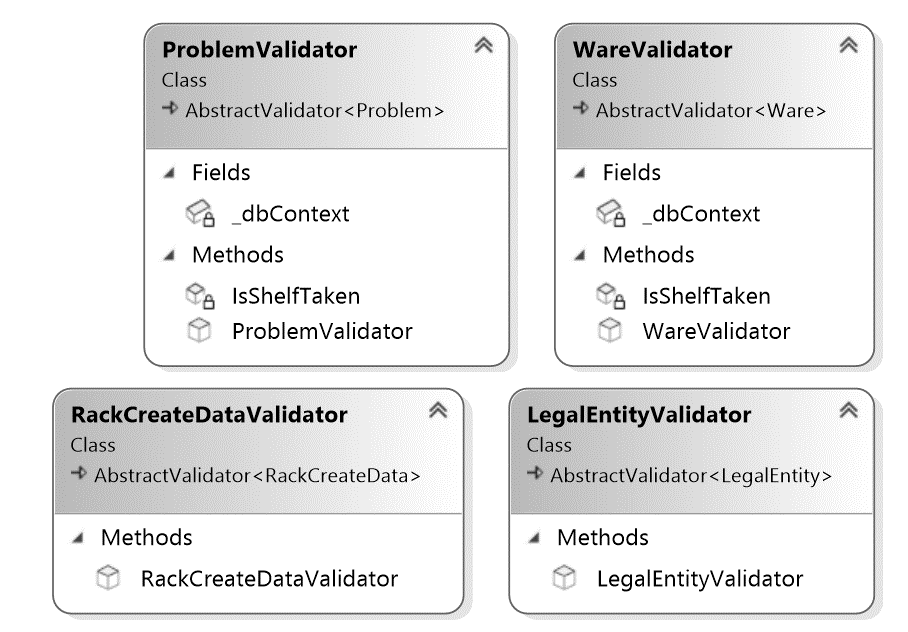 ProblemValidator
Class
AbstractValidator<Problem>
Fields
_dbContext
Methods
IsShelfTaken
ProblemValidator
WareValidator
Class
AbstractValidator<Ware>
Fields
_dbContext
Methods
IsShelfTaken
WareValidator
RackCreateDataValidator
Class
AbstractValidator<RackCreateData>
Methods
RackCreateDataValidator
LegalEntityValidator
Class
AbstractValidator<LegalEntity>
Methods
LegalEntityValidator